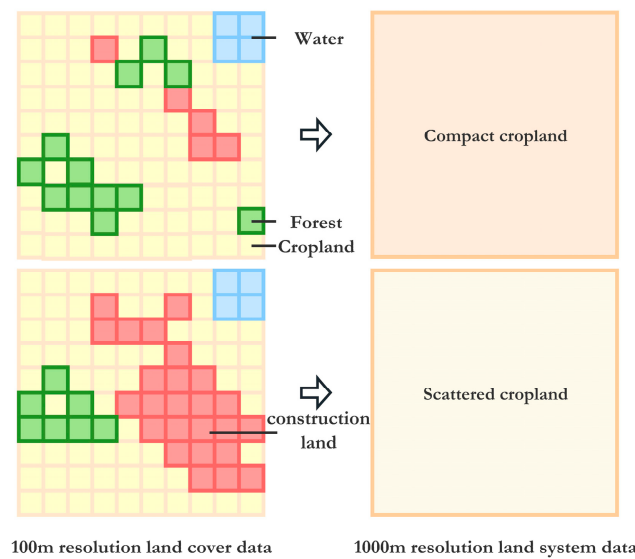 Water
Compact cropland
Forest
Cropland
Scattered cropland
construction
land
100m resolution land cover data
1000m resolution land system data